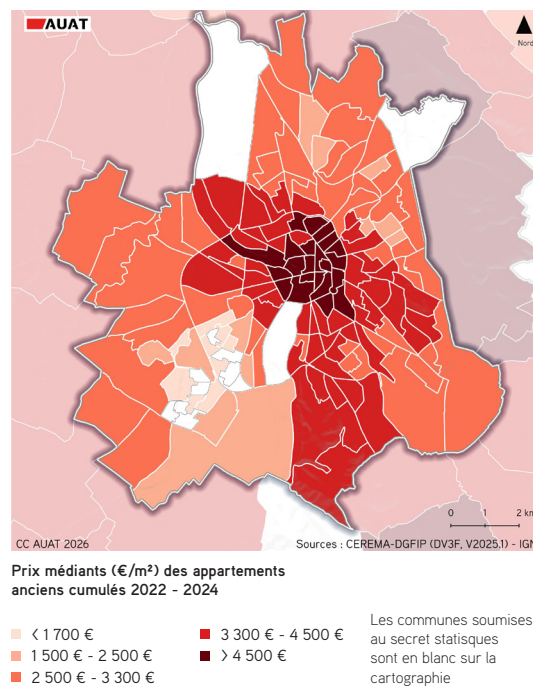 AUAT
Nord
0 1 2 km
CC AUAT 2026
Sources : CEREMA-DGFIP (DV3F, V2025.1) - IGN
Prix médiants (€/m²) des appartements
anciens cumulés 2022 - 2024
< 1 700 €
1 500 € - 2 500 €
2 500 € - 3 300 €
3 300 € - 4 500 €
> 4 500 €
Les communes soumises
au secret statisques
sont en blanc sur la
cartographie